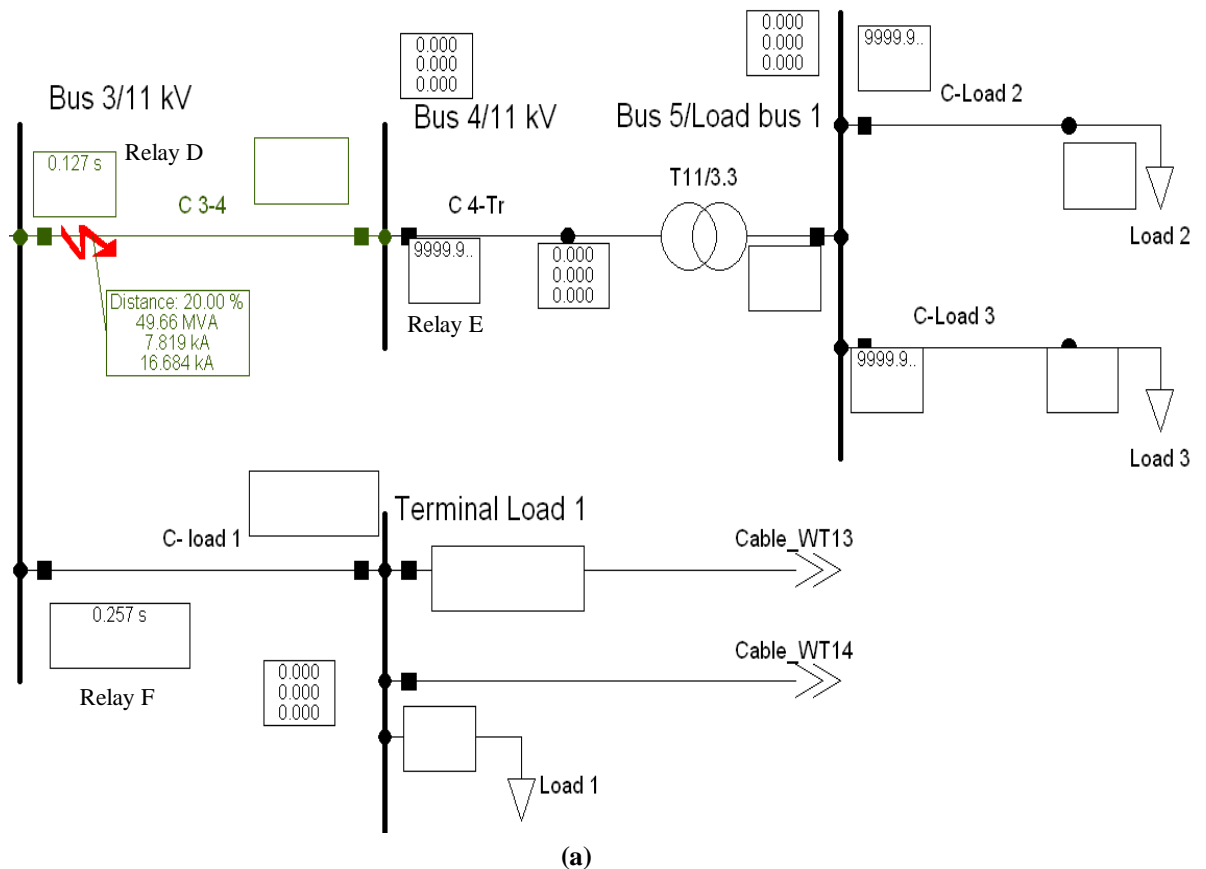 0.000
0.000
0.000
0.000
0.000
0.000
9999.9..
Bus 3/11 kV
Bus 4/11 kV
Bus 5/Load bus 1
C-Load 2
0.127 s
Relay D
C 3-4
C 4-Tr
T11/3.3
Load 2
9999.9..
0.000
0.000
0.000
Relay E
Distance: 20.00 %
49.66 MVA
7.819 kA
16.684 kA
C-Load 3
9999.9..
Load 3
Terminal Load 1
C- load 1
Cable_WT13
0.257 s
Relay F
Cable_WT14
0.000
0.000
0.000
Load 1
(a)